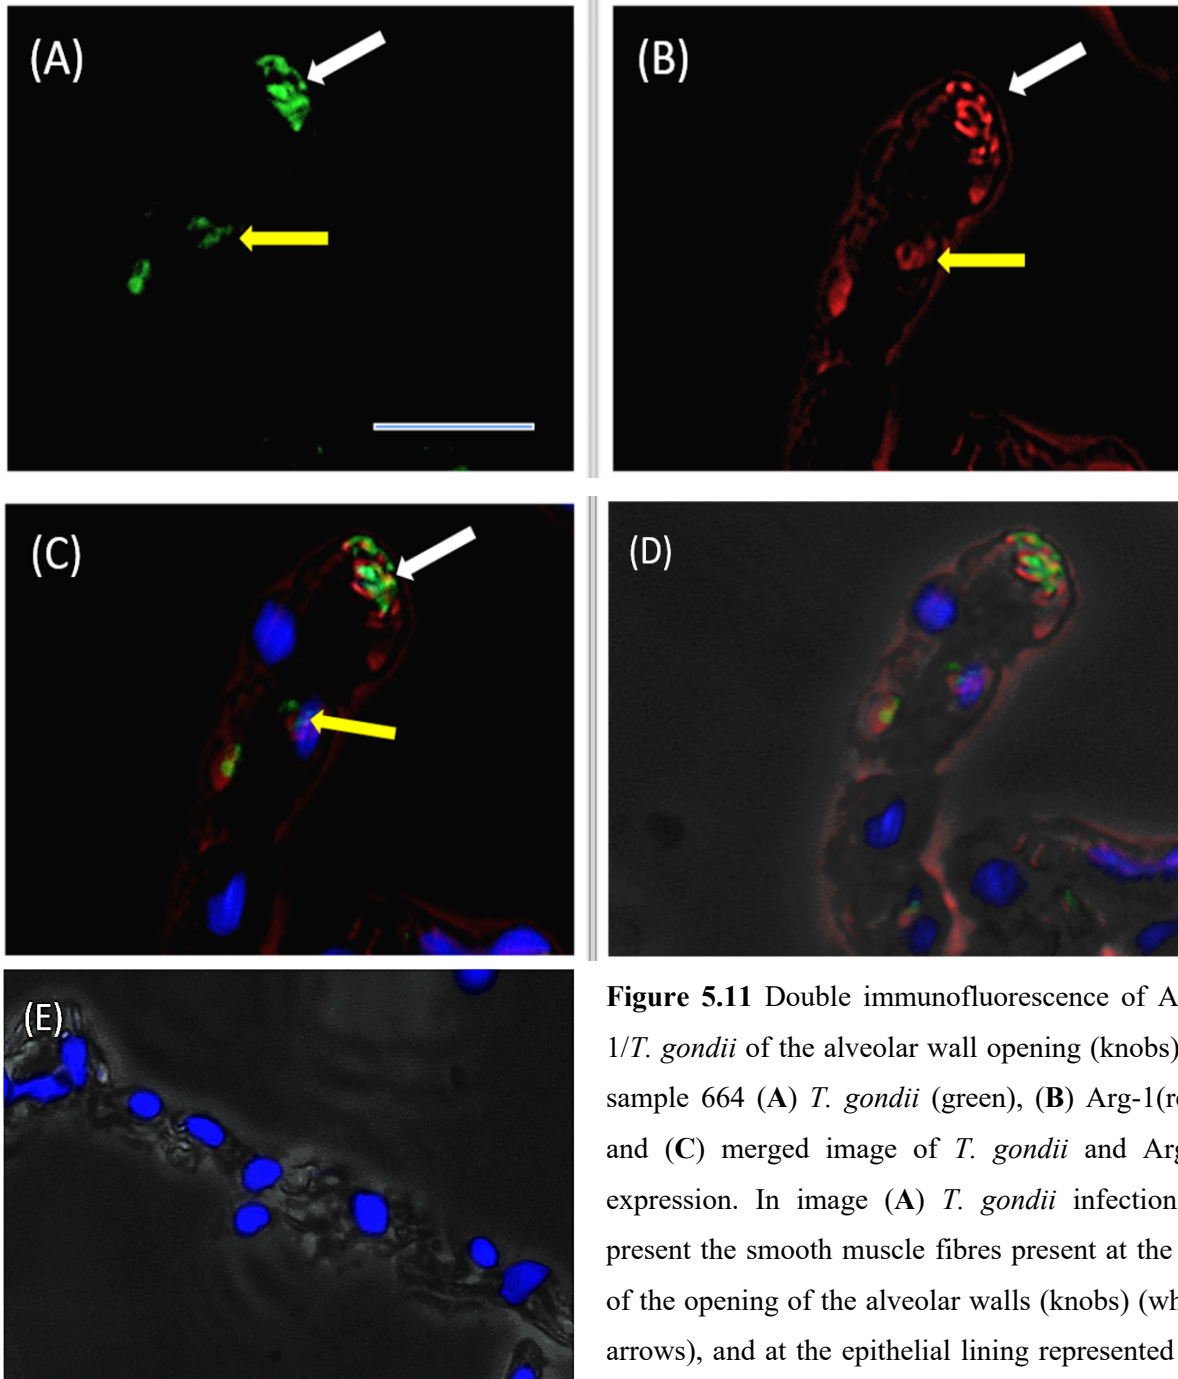 (A)
(B)
(C)
(D)
(E)
Figure 5.11 Double immunofluorescence of A
1/T. gondii of the alveolar wall opening (knobs)
sample 664 (A) T. gondii (green), (B) Arg-1(re
and (C) merged image of T. gondii and Arg
expression. In image (A) T. gondii infection
present the smooth muscle fibres present at the
of the opening of the alveolar walls (knobs) (wh
arrows), and at the epithelial lining represented